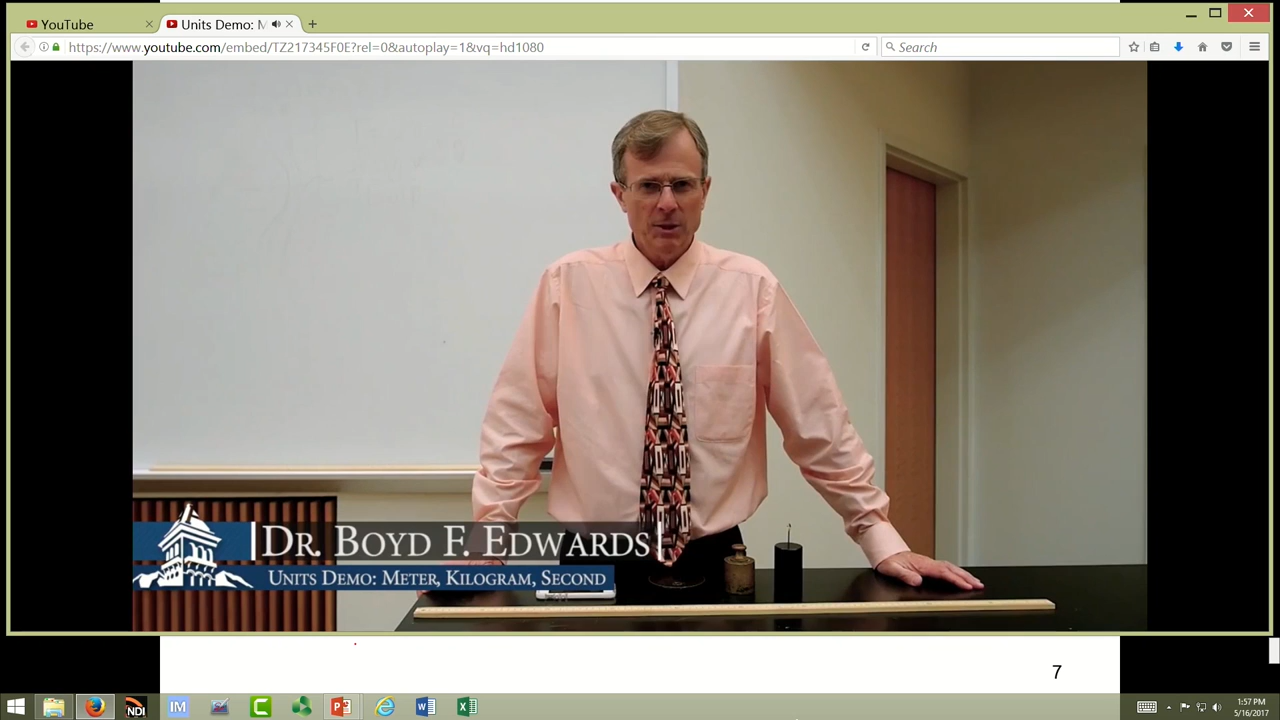 YouTube
Units Demo: M
https://www.youtube.com/embed/TZ217345F0E?rel=0&autoplay=1&vq=hd1080
Search
Dr. Boyd F. Edwards
Units Demo: Meter, Kilogram, Second
7
NDI
IM
1:57 PM
5/16/2017